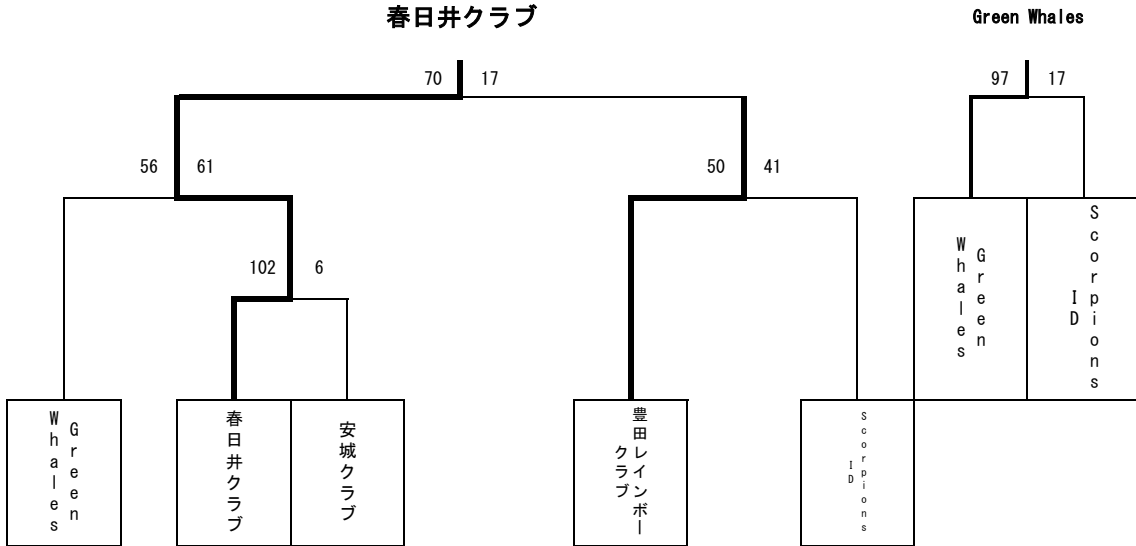 春日井クラブ
Green Whales
70 17
97 17
56 61
50 41
102 6
Green
Whales
Scorpions
ID
Green
Whales
春日井クラブ
安城クラブ
豊田レインボー
クラブ
Scorpions
ID